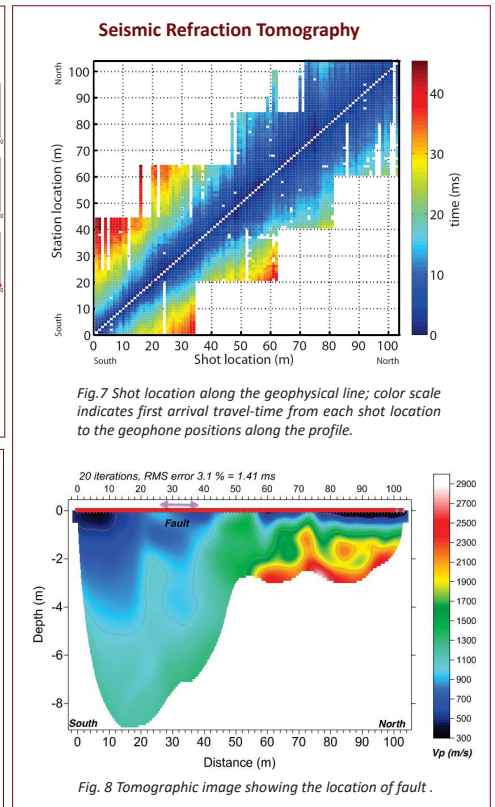 Seismic Refraction Tomography
North
100
90
80
70
60
50
40
30
20
10
0
South
Station location (m)
0 10 20 30 40 50 60 70 80 90 100
South Shot location (m) North
40
30
20
10
0
time (ms)
Fig.7 Shot location along the geophysical line; color scale
indicates first arrival travel-time from each shot location
to the geophone positions along the profile.
20 iterations, RMS error 3.1 % = 1.41 ms
0 10 20 30 40 50 60 70 80 90 100
Fault
0
-2
-4
-6
-8
Depth (m)
South North
0 10 20 30 40 50 60 70 80 90 100
Distance (m)
2900
2700
2500
2300
2100
1900
1700
1500
1300
1100
900
700
500
300
Vp (m/s)
Fig. 8 Tomographic image showing the location of fault .